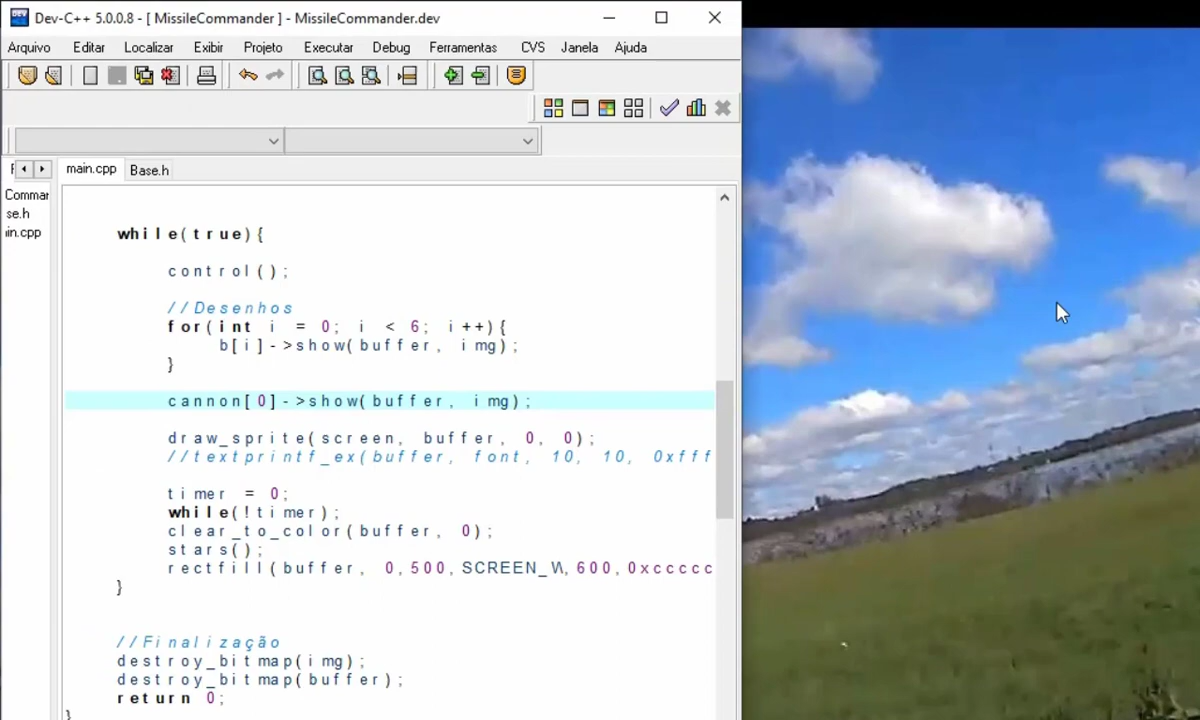 Dev-C++ 5.0.0.8 - [ MissileCommander ] - MissileCommander.dev
Arquivo Editar Localizar Exibir Projeto Executar Debug Ferramentas CVS Janela Ajuda
main.cpp Base.h
Commar
se.h
in.cpp
while(true){
control();
//Desenhos
for(int i = 0; i < 6; i++){
b[i]->show(buffer, img);
}
cannon[0]->show(buffer, img);
draw_sprite(screen, buffer, 0, 0);
//textprintf_ex(buffer, font, 10, 10, 0xfff
timer = 0;
while(!timer);
clear_to_color(buffer, 0);
stars();
rectfill(buffer, 0,500,SCREEN_W,600,0xccccc
}
//Finalização
destroy_bitmap(img);
destroy_bitmap(buffer);
return 0;
}